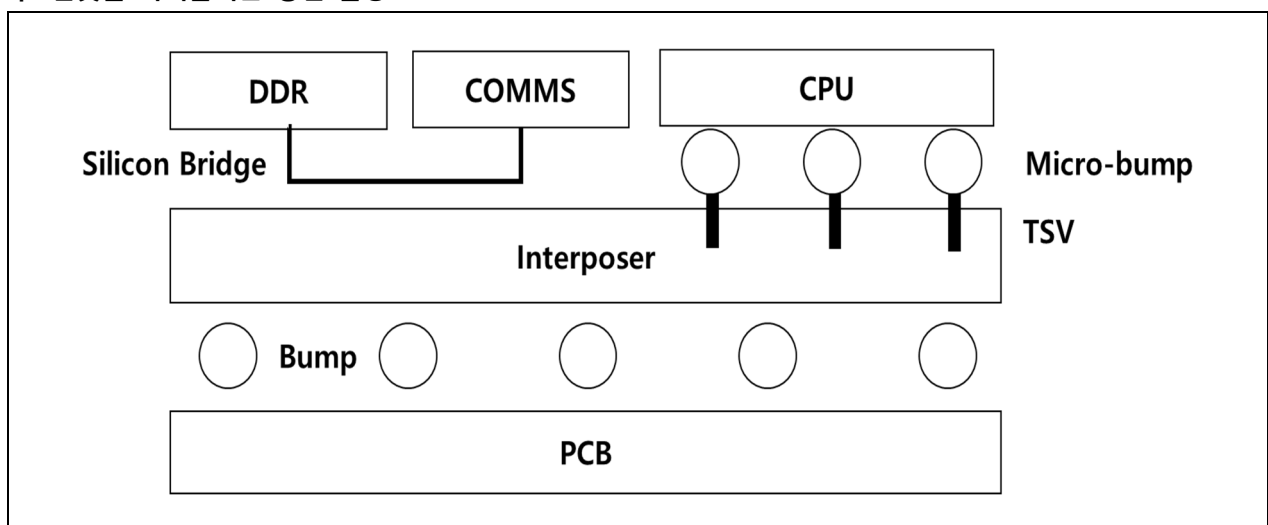 DDR
COMMS
CPU
Silicon Bridge
Micro-bump
TSV
Interposer
Bump
PCB